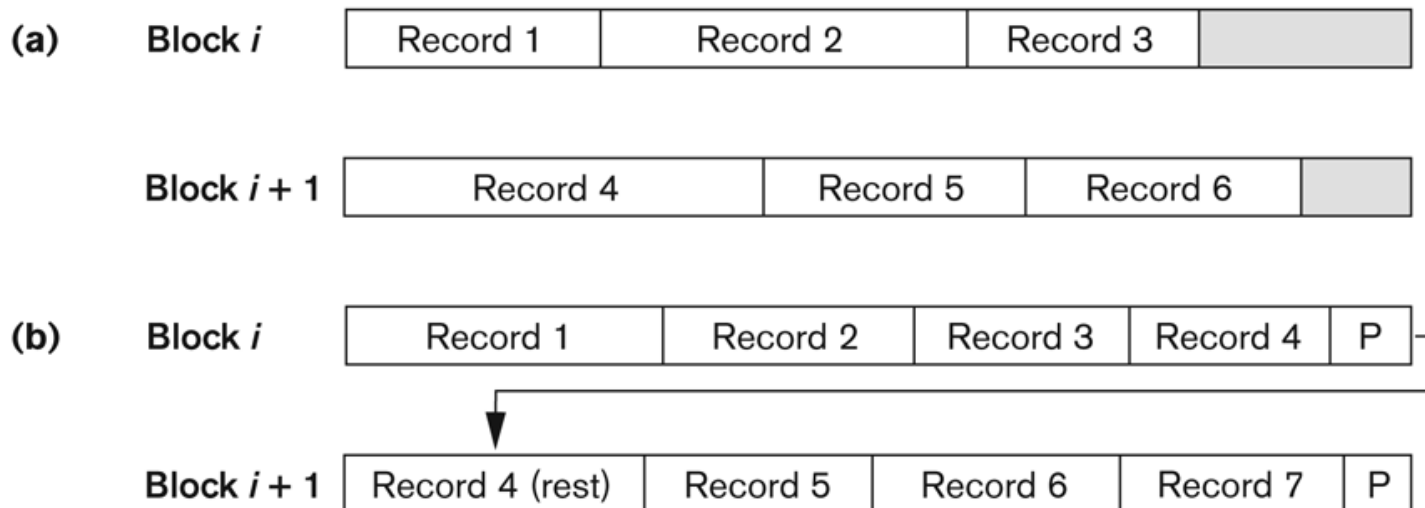 (a) Block i Record 1 Record 2 Record 3
Block i + 1 Record 4 Record 5 Record 6
(b) Block i Record 1 Record 2 Record 3 Record 4 P
Block i + 1 Record 4 (rest) Record 5 Record 6 Record 7 P